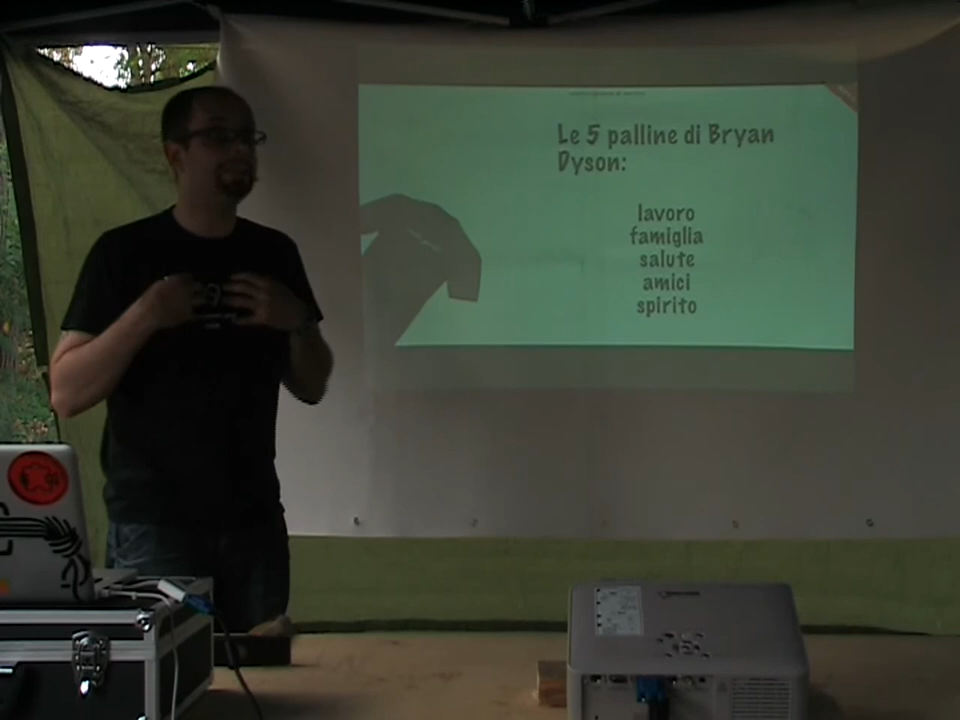 Le 5 palline di Bryan
Dyson:
lavoro
famiglia
salute
amici
spirito